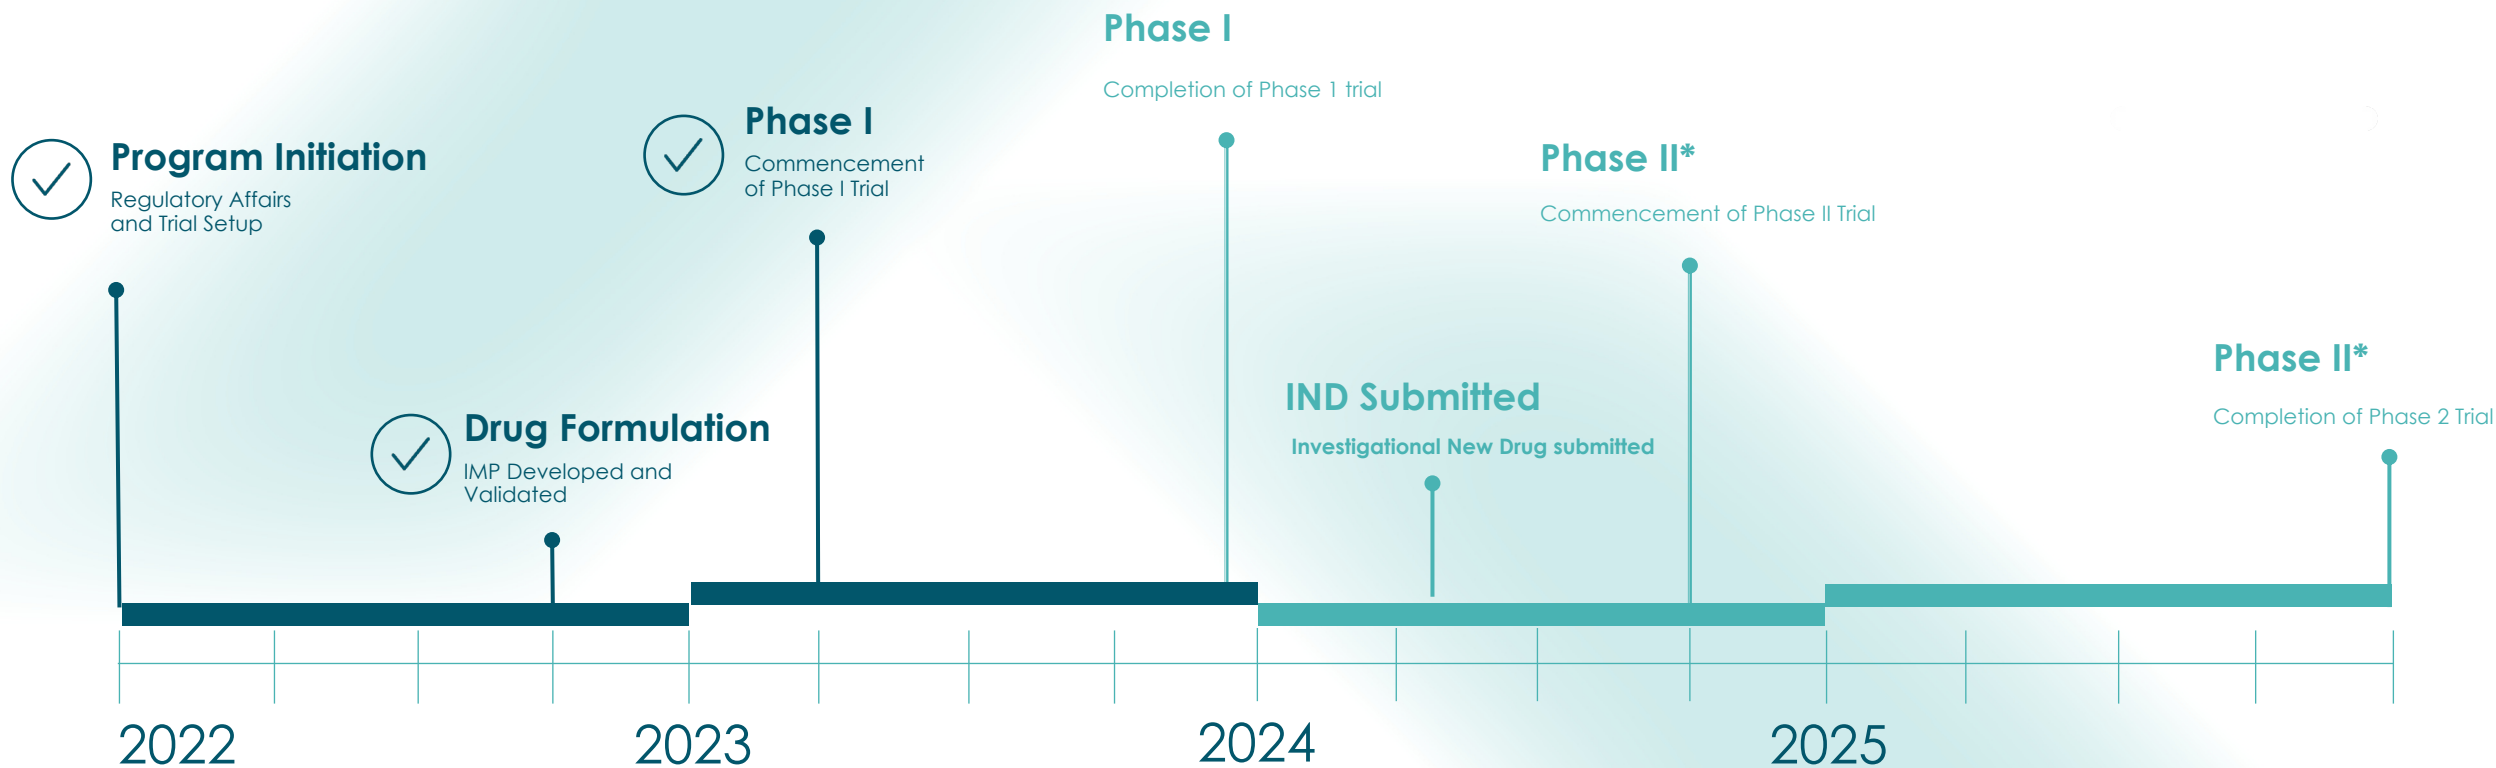 Program Initiation
Regulatory Affairs
and Trial Setup
Drug Formulation
IMP Developed and
Validated
Phase I
Commencement
of Phase I Trial
Phase I
Completion of Phase 1 trial
IND Submitted
Investigational New Drug submitted
Phase II*
Commencement of Phase II Trial
Phase II*
Completion of Phase 2 Trial
2022
2023
2024
2025